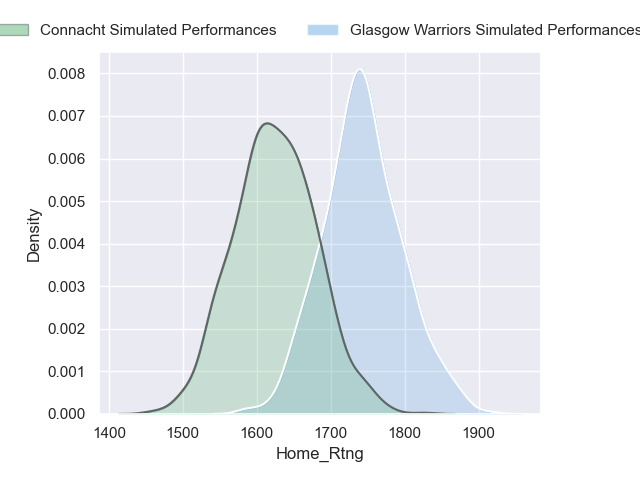 Connacht Simulated Performances
Glasgow Warriors Simulated Performances
0.008
0.007
0.006
0.005
0.004
0.003
0.002
0.001
0.000
Density
1400 1500 1600 1700 1800 1900
Home_Rtng